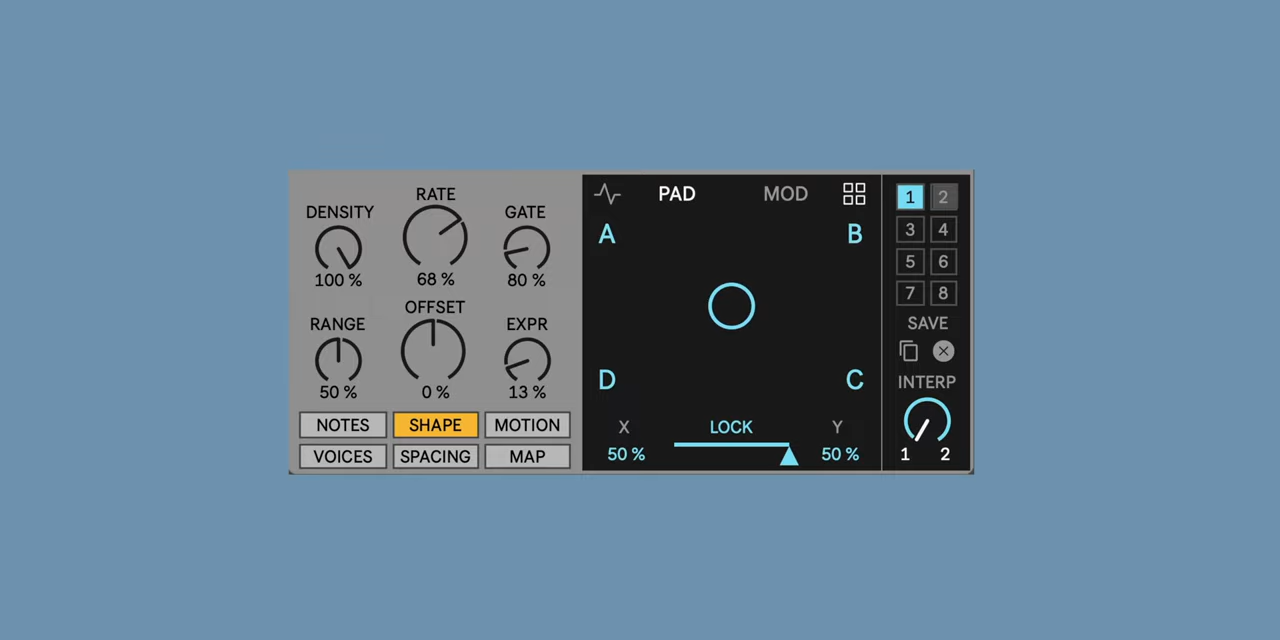 DENSITY RATE GATE
100 % 68 % 80 %
RANGE OFFSET EXPR
50 % 0 % 13 %
NOTES SHAPE MOTION
VOICES SPACING MAP
PAD MOD
A B
D C
X LOCK Y
50 % 50 %
1 2
3 4
5 6
7 8
SAVE
INTERP
1 2